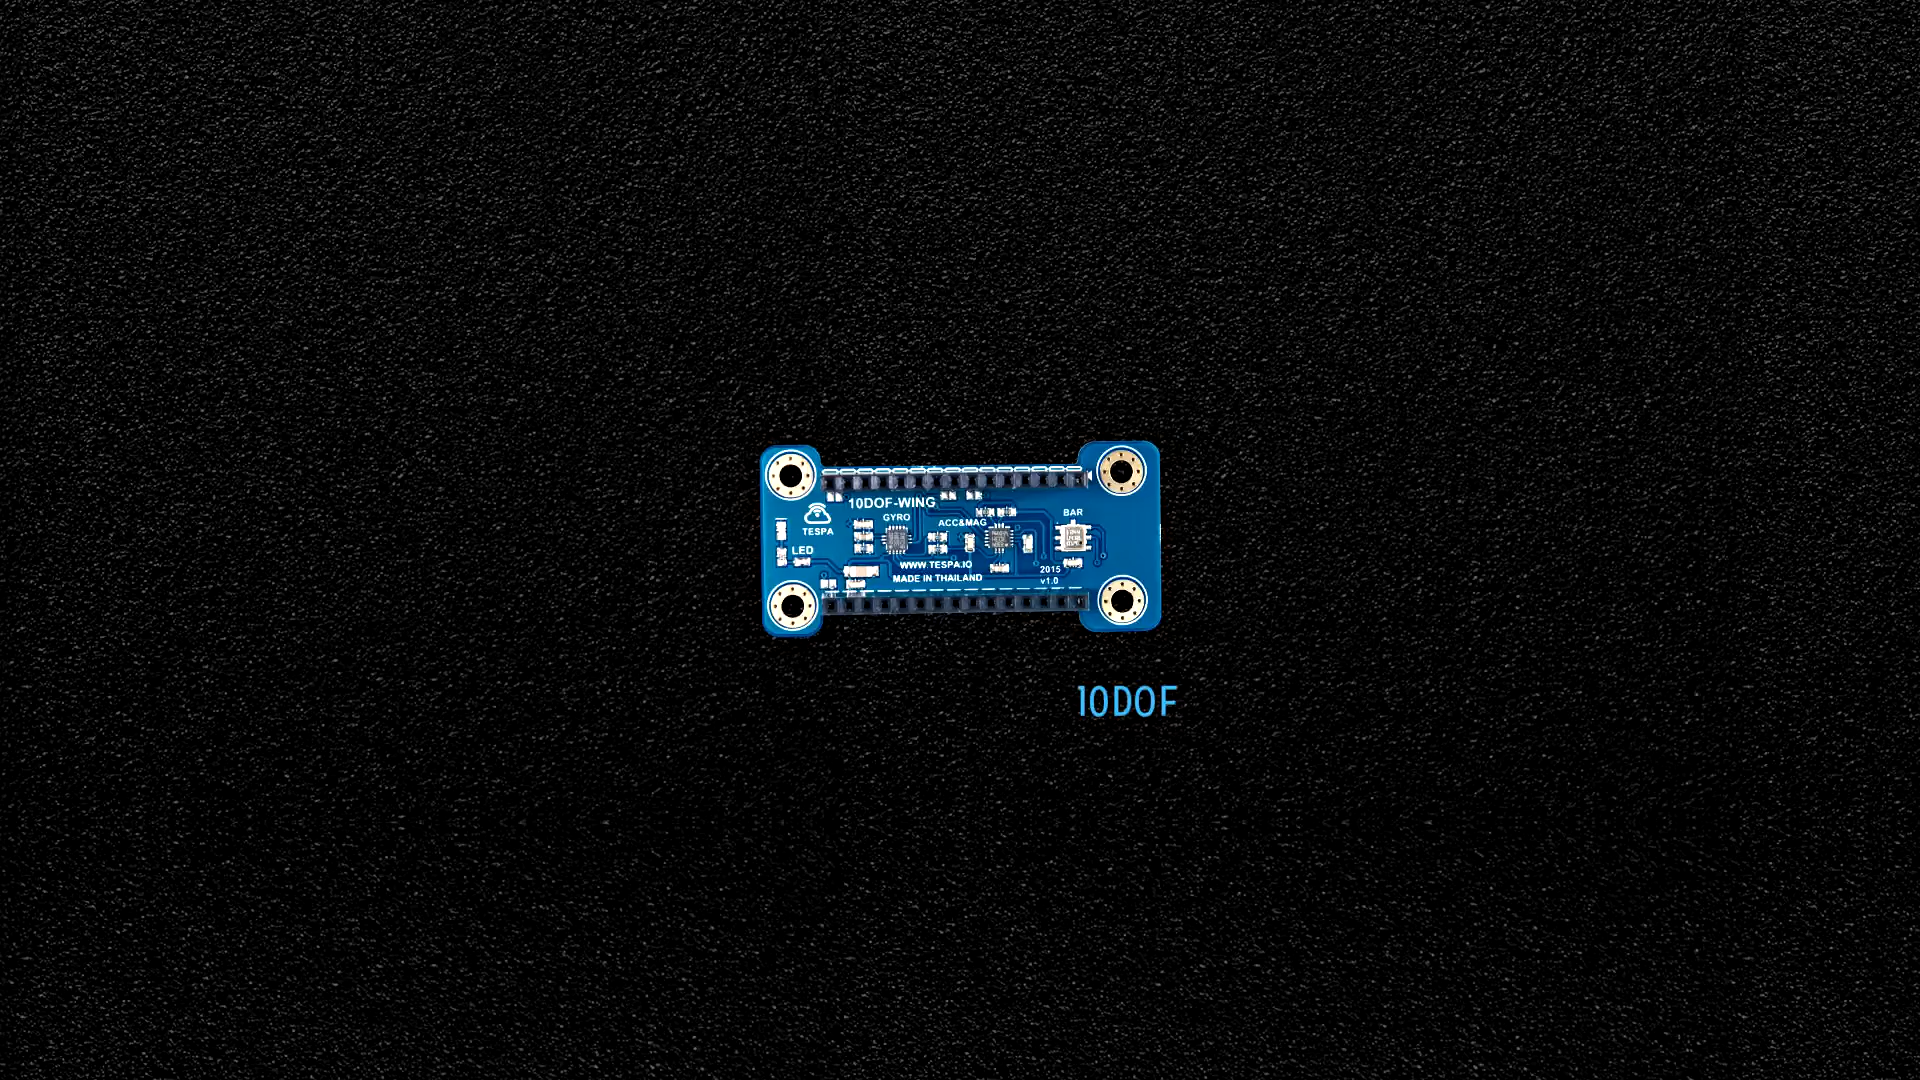 10DOF-WING
GYRO
ACC&MAG
BAR
TESPA
LED
WWW.TESPA.IO
MADE IN THAILAND
2015
v1.0
10DOF